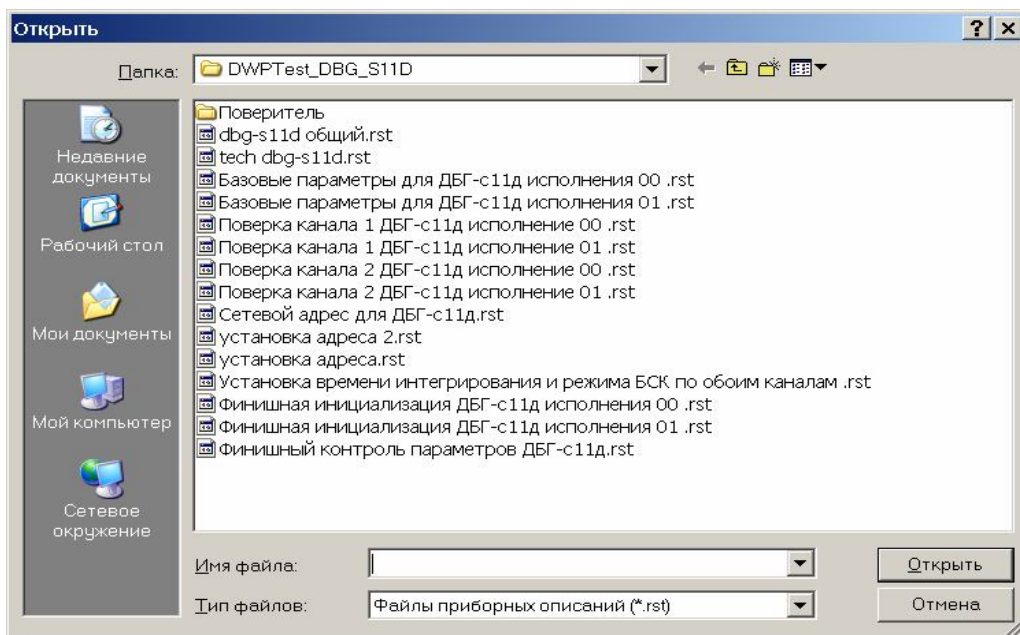 Открыть
Папка: DWPTest_DBG_S11D
Недавние документы
Рабочий стол
Мои документы
Мой компьютер
Сетевое окружение
Поверитель
dbg-s11d общий.rst
tech dbg-s11d.rst
Базовые параметры для ДБГ-с11д исполнения 00 .rst
Базовые параметры для ДБГ-с11д исполнения 01 .rst
Поверка канала 1 ДБГ-с11д исполнение 00 .rst
Поверка канала 1 ДБГ-с11д исполнение 01 .rst
Поверка канала 2 ДБГ-с11д исполнение 00 .rst
Поверка канала 2 ДБГ-с11д исполнение 01 .rst
Сетевой адрес для ДБГ-с11д.rst
установка адреса 2.rst
установка адреса.rst
Установка времени интегрирования и режима БСК по обоим каналам .rst
Финишная инициализация ДБГ-с11д исполнения 00 .rst
Финишная инициализация ДБГ-с11д исполнения 01 .rst
Финишный контроль параметров ДБГ-с11д.rst
Имя файла:
Открыть
Тип файлов: Файлы приборных описаний (*.rst)
Отмена